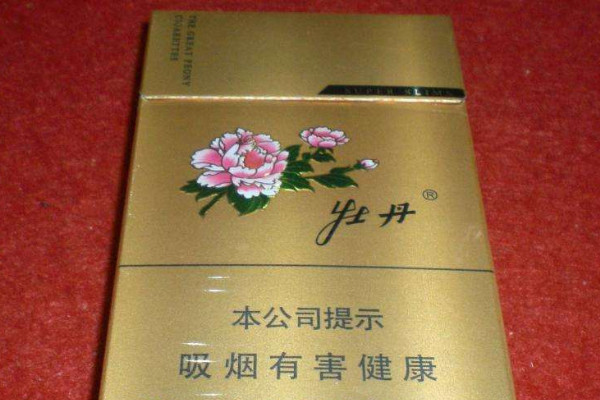 THE GREAT PEONY
CIGARETTES
SUPER SLIMS
牡丹®
本公司提示
吸烟有害健康